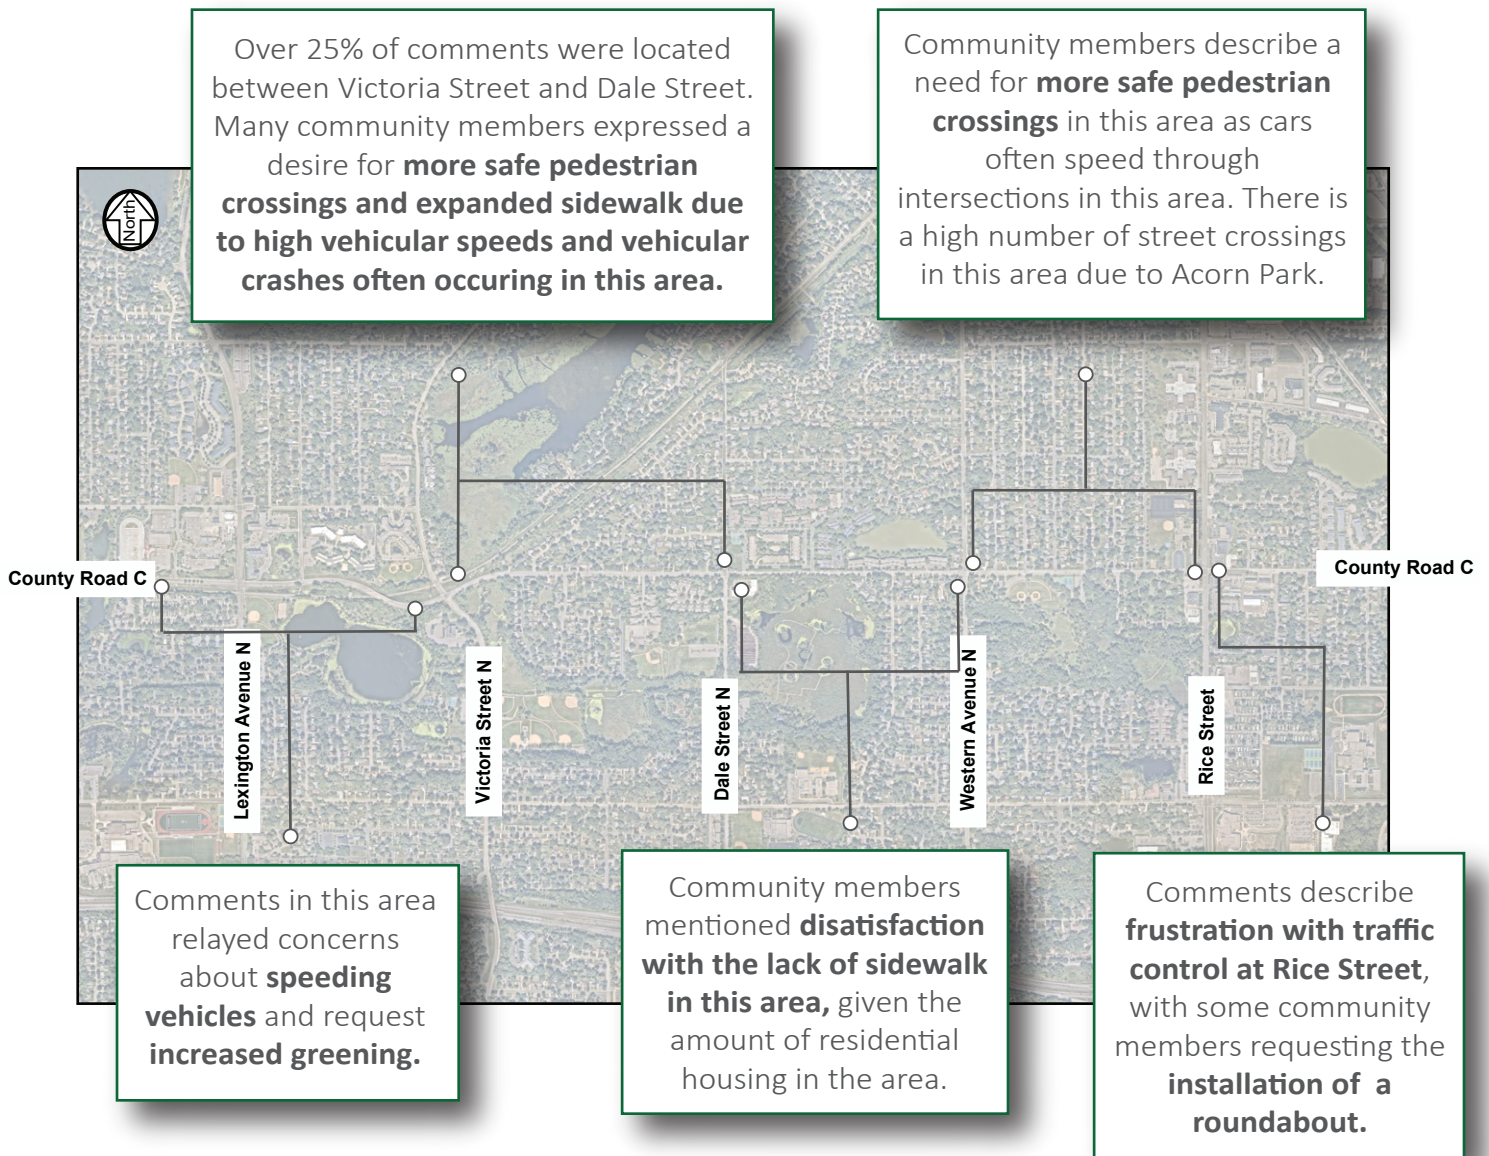 Over 25% of comments were located
between Victoria Street and Dale Street.
Many community members expressed a
desire for more safe pedestrian
crossings and expanded sidewalk due
to high vehicular speeds and vehicular
crashes often occuring in this area.
Community members describe a
need for more safe pedestrian
crossings in this area as cars
often speed through
intersections in this area. There is
a high number of street crossings
in this area due to Acorn Park.
North
County Road C
County Road C
Lexington Avenue N
Victoria Street N
Dale Street N
Western Avenue N
Rice Street
Comments in this area
relayed concerns
about speeding
vehicles and request
increased greening.
Community members
mentioned disatisfaction
with the lack of sidewalk
in this area, given the
amount of residential
housing in the area.
Comments describe
frustration with traffic
control at Rice Street,
with some community
members requesting the
installation of  a
roundabout.